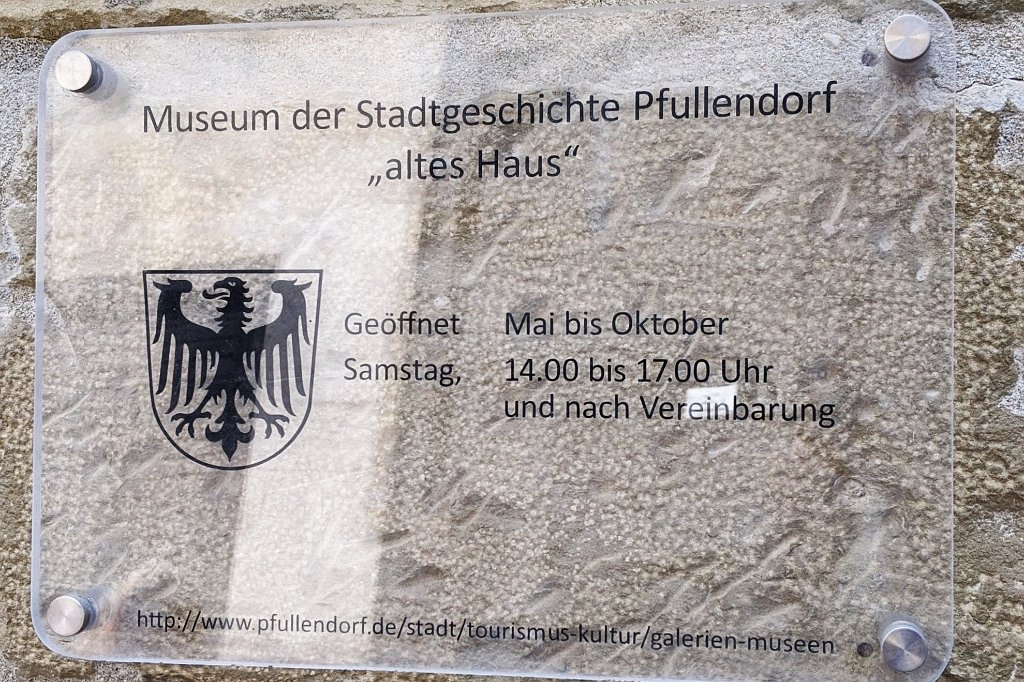 Museum der Stadtgeschichte Pfullendorf
„altes Haus“
Geöffnet Mai bis Oktober
Samstag, 14.00 bis 17.00 Uhr
und nach Vereinbarung
http://www.pfullendorf.de/stadt/tourismus-kultur/galerien-museen